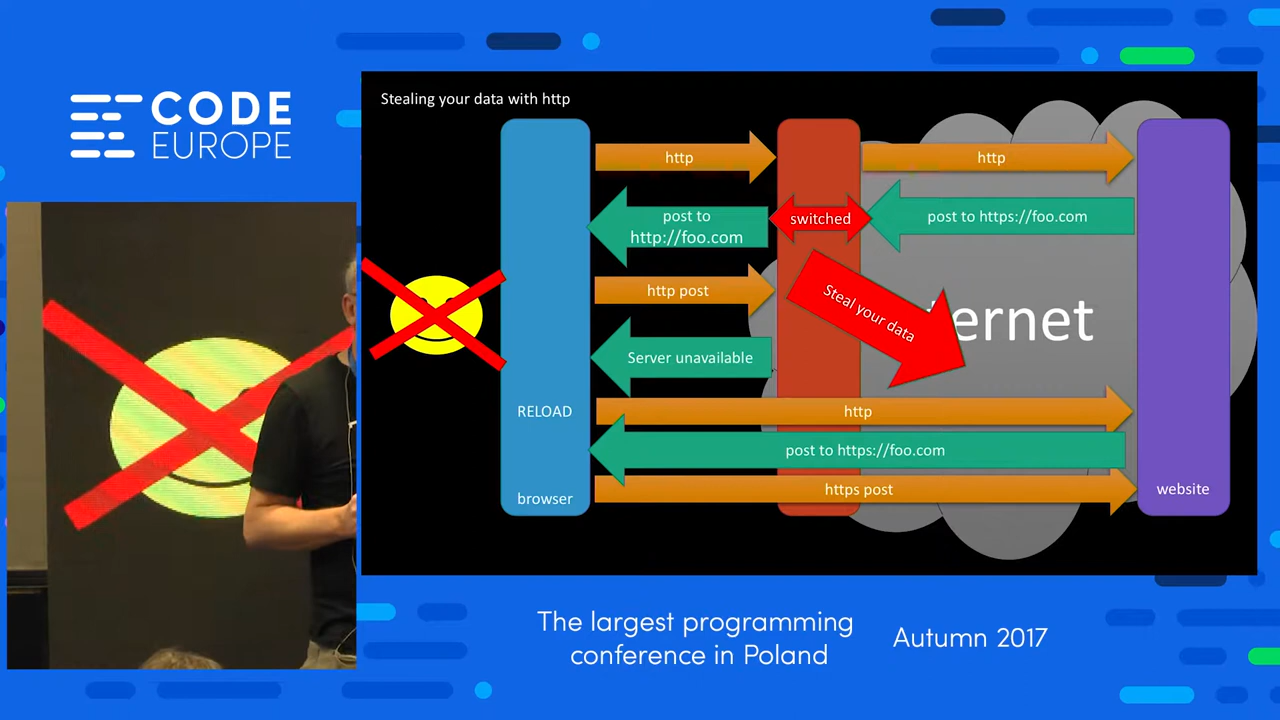 CODE
EUROPE
Stealing your data with http
http
http
post to
http://foo.com
switched
post to https://foo.com
http post
Steal your data
ernet
Server unavailable
RELOAD
http
post to https://foo.com
https post
browser
website
The largest programming
conference in Poland
Autumn 2017